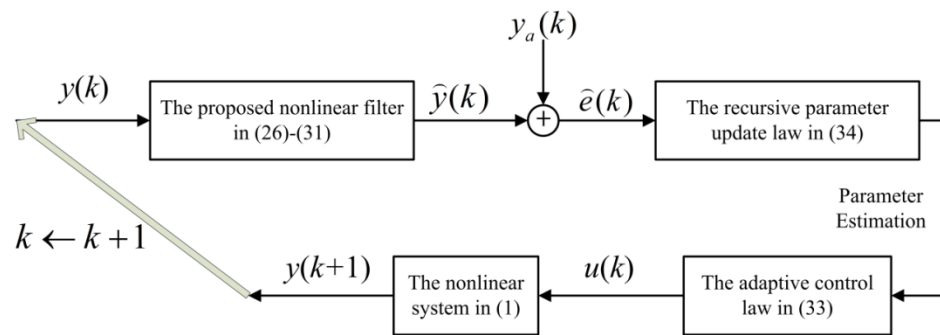 y_a(k)
y(k)
The proposed nonlinear filter
in (26)-(31)
ŷ(k)
+
ê(k)
The recursive parameter
update law in (34)
Parameter
Estimation
k ← k+1
y(k+1)
The nonlinear
system in (1)
u(k)
The adaptive control
law in (33)